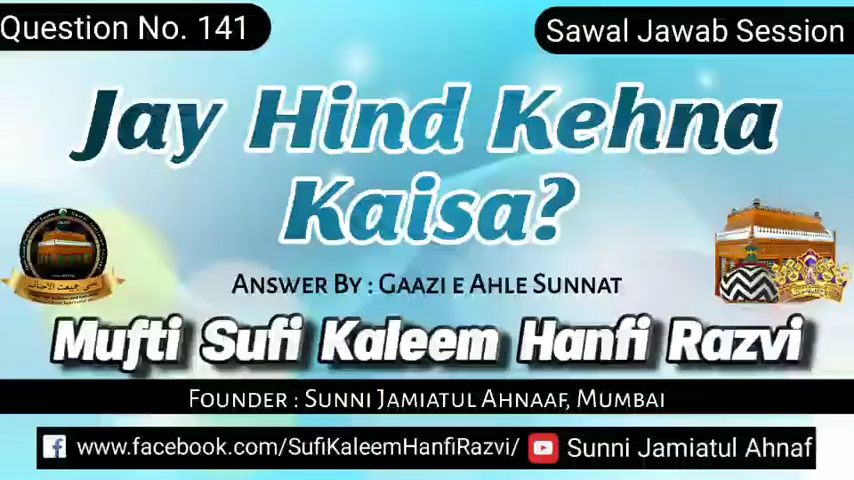 Question No. 141
Sawal Jawab Session
Jay Hind Kehna
Kaisa?
Answer By : Gaazi e Ahle Sunnat
Mufti Sufi Kaleem Hanfi Razvi
Founder : Sunni Jamiatul Ahnaaf, Mumbai
www.facebook.com/SufiKaleemHanfiRazvi/
Sunni Jamiatul Ahnaf